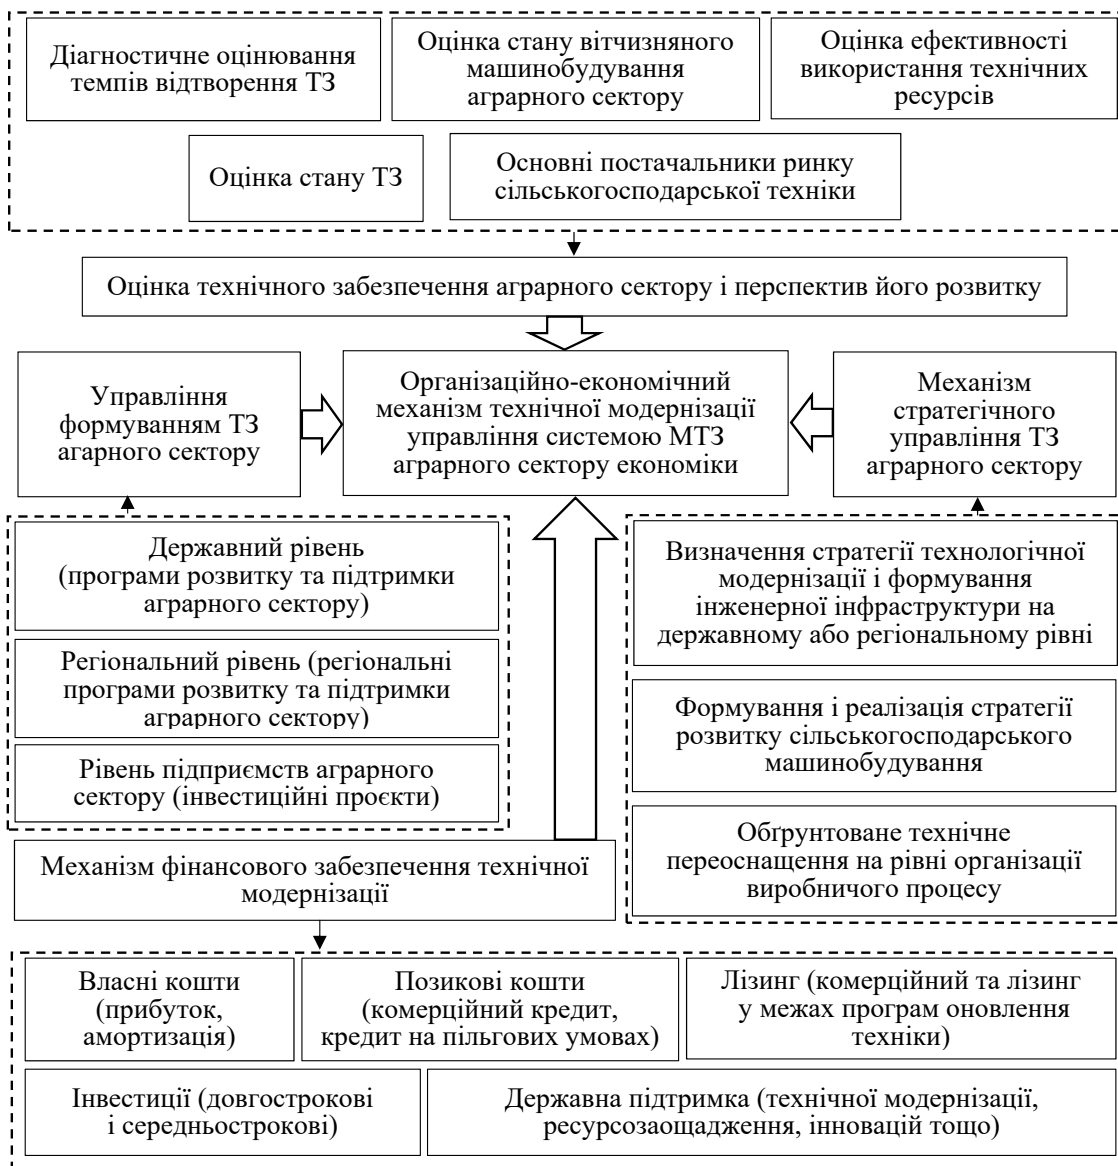 Діагностичне оцінювання
темпів відтворення ТЗ
Оцінка стану вітчизняного
машинобудування
аграрного сектору
Оцінка ефективності
використання технічних
ресурсів
Оцінка стану ТЗ
Основні постачальники ринку
сільськогосподарської техніки
Оцінка технічного забезпечення аграрного сектору і перспектив його розвитку
Управління
формуванням ТЗ
агарного сектору
Організаційно-економічний
механізм технічної модернізації
управління системою МТЗ
аграрного сектору економіки
Механізм
стратегічного
управління ТЗ
аграрного сектору
Державний рівень
(програми розвитку та підтримки
аграрного сектору)
Регіональний рівень (регіональні
програми розвитку та підтримки
аграрного сектору)
Рівень підприємств аграрного
сектору (інвестиційні проєкти)
Визначення стратегії технологічної
модернізації і формування
інженерної інфраструктури на
державному або регіональному рівні
Формування і реалізація стратегії
розвитку сільськогосподарського
машинобудування
Обґрунтоване технічне
переоснащення на рівні організації
виробничого процесу
Механізм фінансового забезпечення технічної
модернізації
Власні кошти
(прибуток,
амортизація)
Позикові кошти
(комерційний кредит,
кредит на пільгових умовах)
Лізинг (комерційний та лізинг
у межах програм оновлення
техніки)
Інвестиції (довгострокові
і середньострокові)
Державна підтримка (технічної модернізації,
ресурсозаощадження, інновацій тощо)